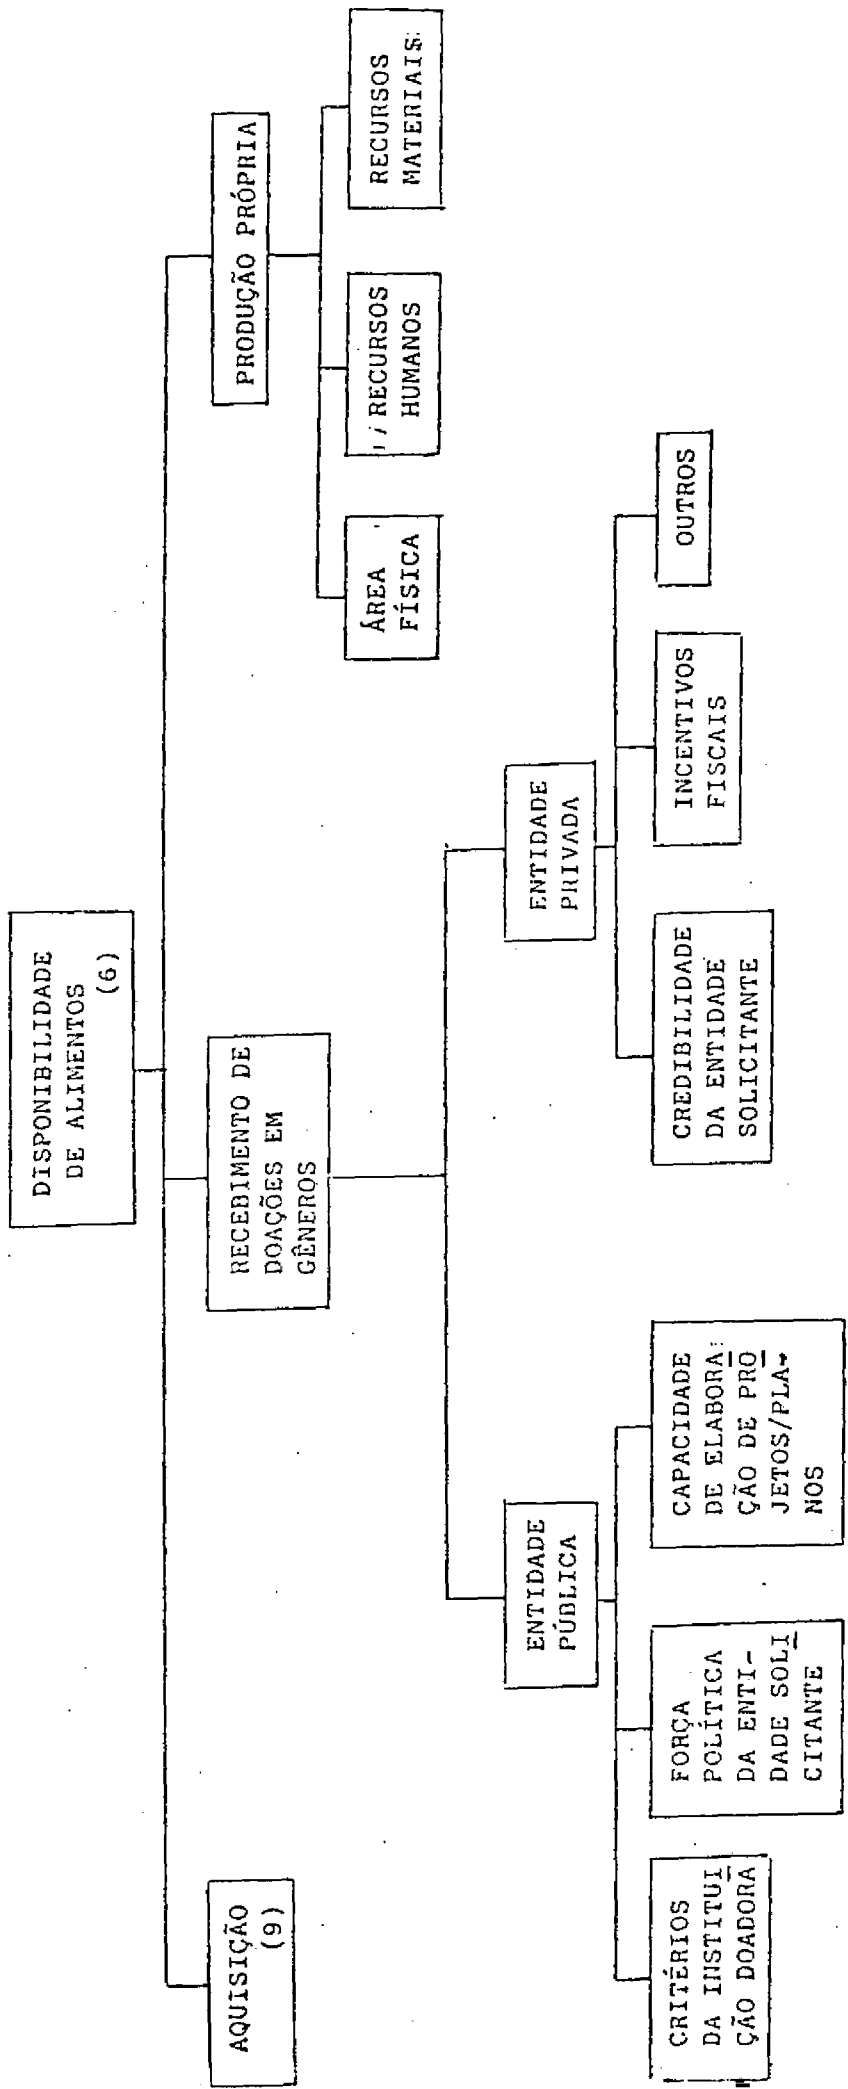 DISPONIBILIDADE
DE ALIMENTOS
(6)
AQUISIÇÃO
(9)
RECEBIMENTO DE
DOAÇÕES EM
GÊNEROS
PRODUÇÃO PRÓPRIA
ÁREA
FÍSICA
RECURSOS
HUMANOS
RECURSOS
MATERIAIS
ENTIDADE
PÚBLICA
ENTIDADE
PRIVADA
CRITÉRIOS
DA INSTITUI
ÇÃO DOADORA
FORÇA
POLÍTICA
DA ENTI-
DADE SOLI
CITANTE
CAPACIDADE
DE ELABORA
ÇÃO DE PRO
JETOS/PLA-
NOS
CREDIBILIDADE
DA ENTIDADE
SOLICITANTE
INCENTIVOS
FISCAIS
OUTROS